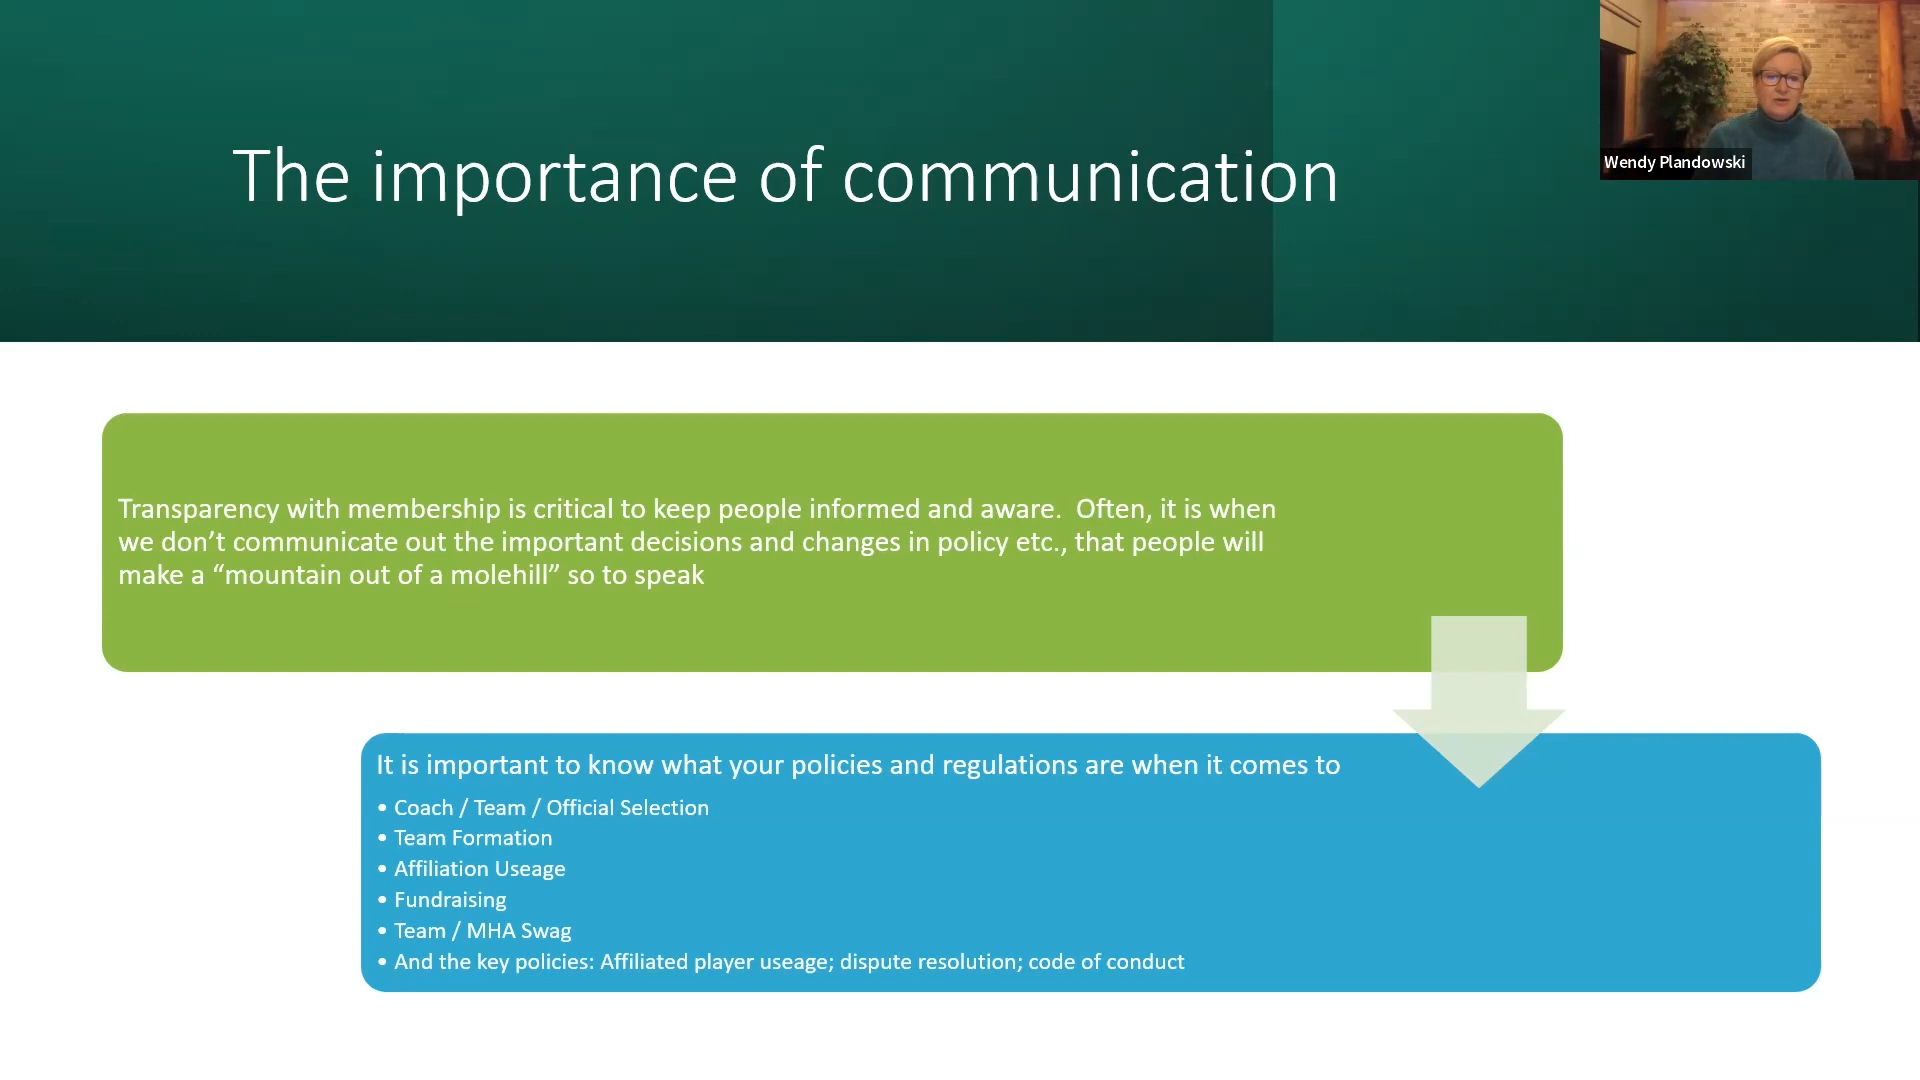 The importance of communication
Wendy Plandowski
Transparency with membership is critical to keep people informed and aware.  Often, it is when
we don’t communicate out the important decisions and changes in policy etc., that people will
make a “mountain out of a molehill” so to speak
It is important to know what your policies and regulations are when it comes to
• Coach / Team / Official Selection
• Team Formation
• Affiliation Useage
• Fundraising
• Team / MHA Swag
• And the key policies: Affiliated player useage; dispute resolution; code of conduct